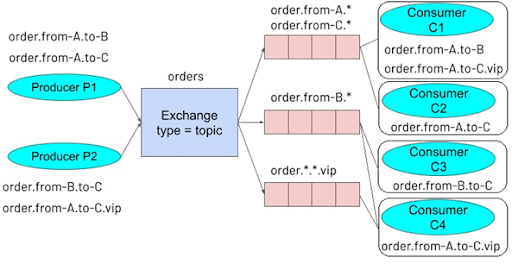 order.from-A.to-B
order.from-A.to-C
Producer P1
Producer P2
order.from-B.to-C
order.from-A.to-C.vip
orders
Exchange
type = topic
order.from-A.*
order.from-C.*
order.from-B.*
order.*.*.vip
Consumer
C1
order.from-A.to-B
order.from-A.to-C.vip
Consumer
C2
order.from-A.to-C
Consumer
C3
order.from-B.to-C
Consumer
C4
order.from-A.to-C.vip